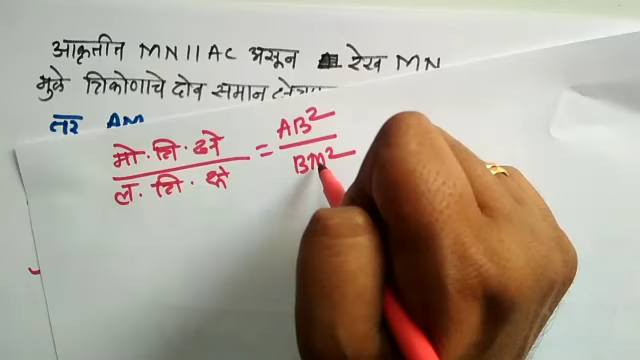 आकृतीत MN || AC असून रेख MN
मुळे त्रिकोणाचे दोन समान
तर AM
मो. त्रि. क्षे / ल. त्रि. क्षे = AB² / BM²